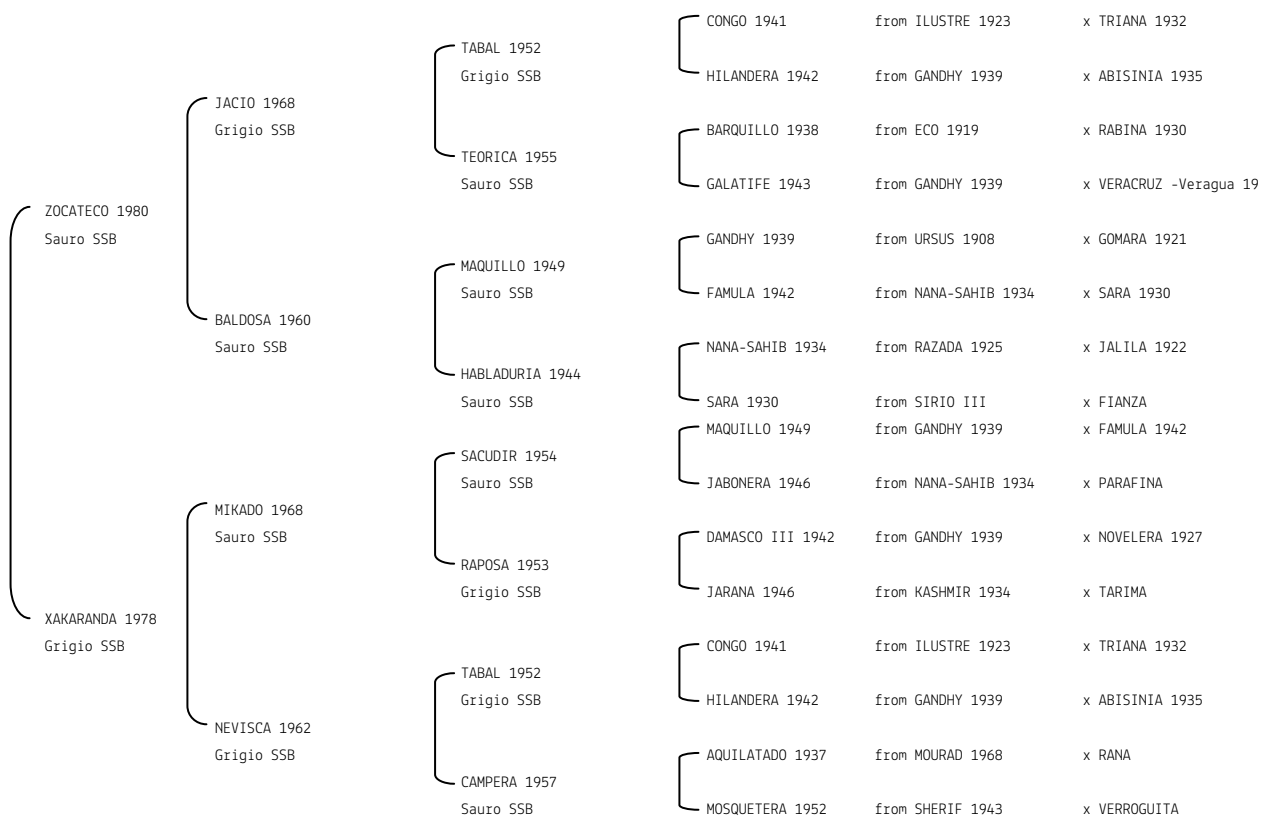 CONGO 1941 from ILUSTRE 1923 x TRIANA 1932
TABAL 1952
Grigio SSB HILANDERA 1942 from GANDHY 1939 x ABISINIA 1935
JACIO 1968
Grigio SSB BARQUILLO 1938 from ECO 1919 x RABINA 1930
TEORICA 1955
Sauro SSB GALATIFE 1943 from GANDHY 1939 x VERACRUZ -Veragua 19
ZOCATECO 1980
Sauro SSB GANDHY 1939 from URSUS 1908 x GOMARA 1921
MAQUILLO 1949
Sauro SSB FAMULA 1942 from NANA-SAHIB 1934 x SARA 1930
BALDOSA 1960
Sauro SSB NANA-SAHIB 1934 from RAZADA 1925 x JALILA 1922
HABLADURIA 1944
Sauro SSB SARA 1930 from SIRIO III x FIANZA
MAQUILLO 1949 from GANDHY 1939 x FAMULA 1942
SACUDIR 1954
Sauro SSB JABONERA 1946 from NANA-SAHIB 1934 x PARAFINA
MIKADO 1968
Sauro SSB DAMASCO III 1942 from GANDHY 1939 x NOVELERA 1927
RAPOSA 1953
Grigio SSB JARANA 1946 from KASHMIR 1934 x TARIMA
XAKARANDA 1978
Grigio SSB CONGO 1941 from ILUSTRE 1923 x TRIANA 1932
TABAL 1952
Grigio SSB HILANDERA 1942 from GANDHY 1939 x ABISINIA 1935
NEVISCA 1962
Grigio SSB AQUILATADO 1937 from MOURAD 1968 x RANA
CAMPERA 1957
Sauro SSB MOSQUETERA 1952 from SHERIF 1943 x VERROGUITA